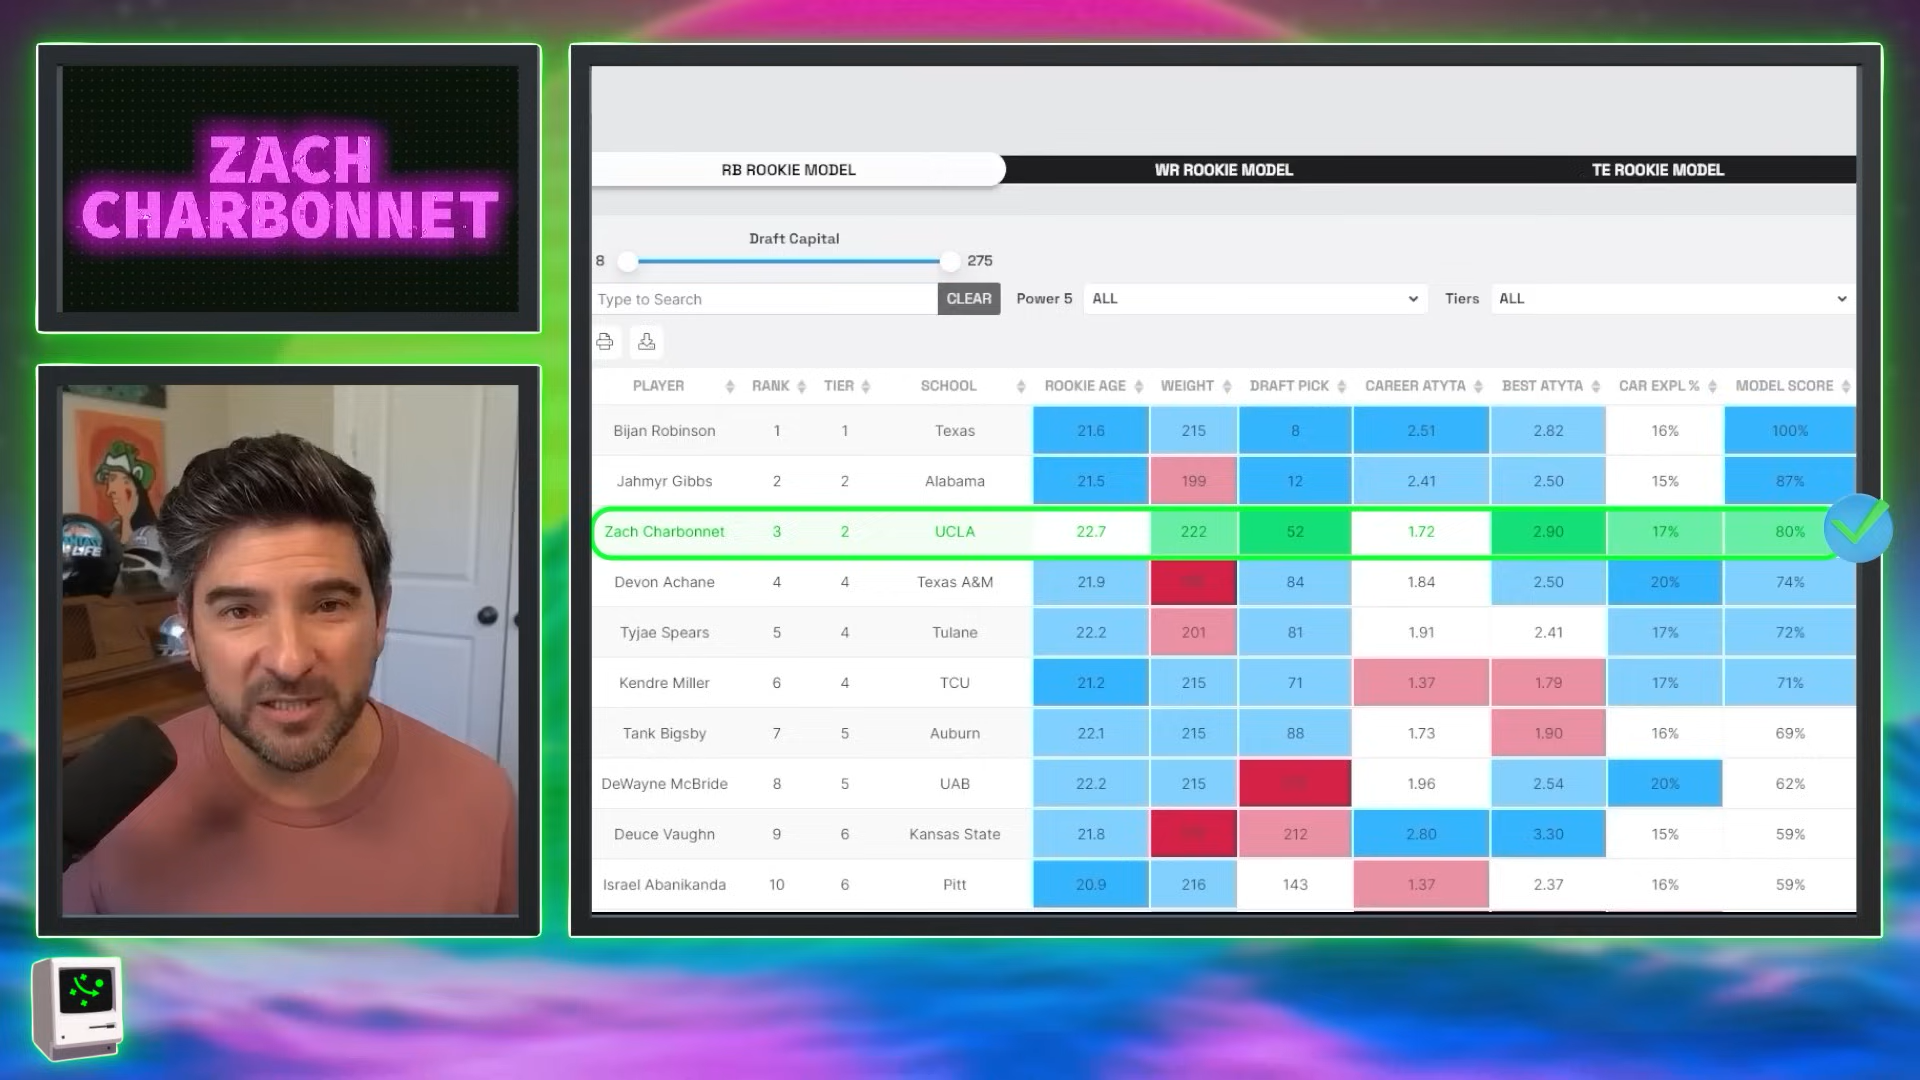 ZACH
CHARBONNET
RB ROOKIE MODEL WR ROOKIE MODEL TE ROOKIE MODEL
Draft Capital
8 275
Type to Search CLEAR Power 5 ALL Tiers ALL
PLAYER RANK TIER SCHOOL ROOKIE AGE WEIGHT DRAFT PICK CAREER ATYTA BEST ATYTA CAR EXPL % MODEL SCORE
Bijan Robinson 1 1 Texas 21.6 215 8 2.51 2.82 16% 100%
Jahmyr Gibbs 2 2 Alabama 21.5 199 12 2.41 2.50 15% 87%
Zach Charbonnet 3 2 UCLA 22.7 222 52 1.72 2.90 17% 80%
Devon Achane 4 4 Texas A&M 21.9 84 1.84 2.50 20% 74%
Tyjae Spears 5 4 Tulane 22.2 201 81 1.91 2.41 17% 72%
Kendre Miller 6 4 TCU 21.2 215 71 1.37 1.79 17% 71%
Tank Bigsby 7 5 Auburn 22.1 215 88 1.73 1.90 16% 69%
DeWayne McBride 8 5 UAB 22.2 215 1.96 2.54 20% 62%
Deuce Vaughn 9 6 Kansas State 21.8 212 2.80 3.30 15% 59%
Israel Abanikanda 10 6 Pitt 20.9 216 143 1.37 2.37 16% 59%